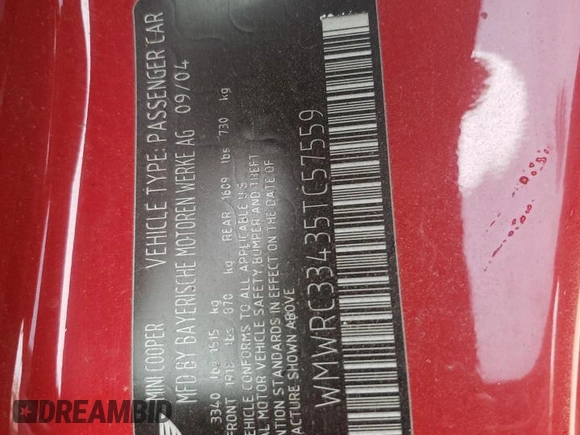 MINI COOPER VEHICLE TYPE: PASSENGER CAR
MFD BY BAYERISCHE MOTOREN WERKE AG 09/04
3340 lbs 1515 kg
FRONT 1918 lbs 870 kg REAR 1609 lbs 730 kg
VEHICLE CONFORMS TO ALL APPLICABLE U.S
MOTOR VEHICLE SAFETY BUMPER AND THEFT
STANDARDS IN EFFECT ON THE DATE OF
SHOWN ABOVE
WMWRC33435TC57559
DREAMBID